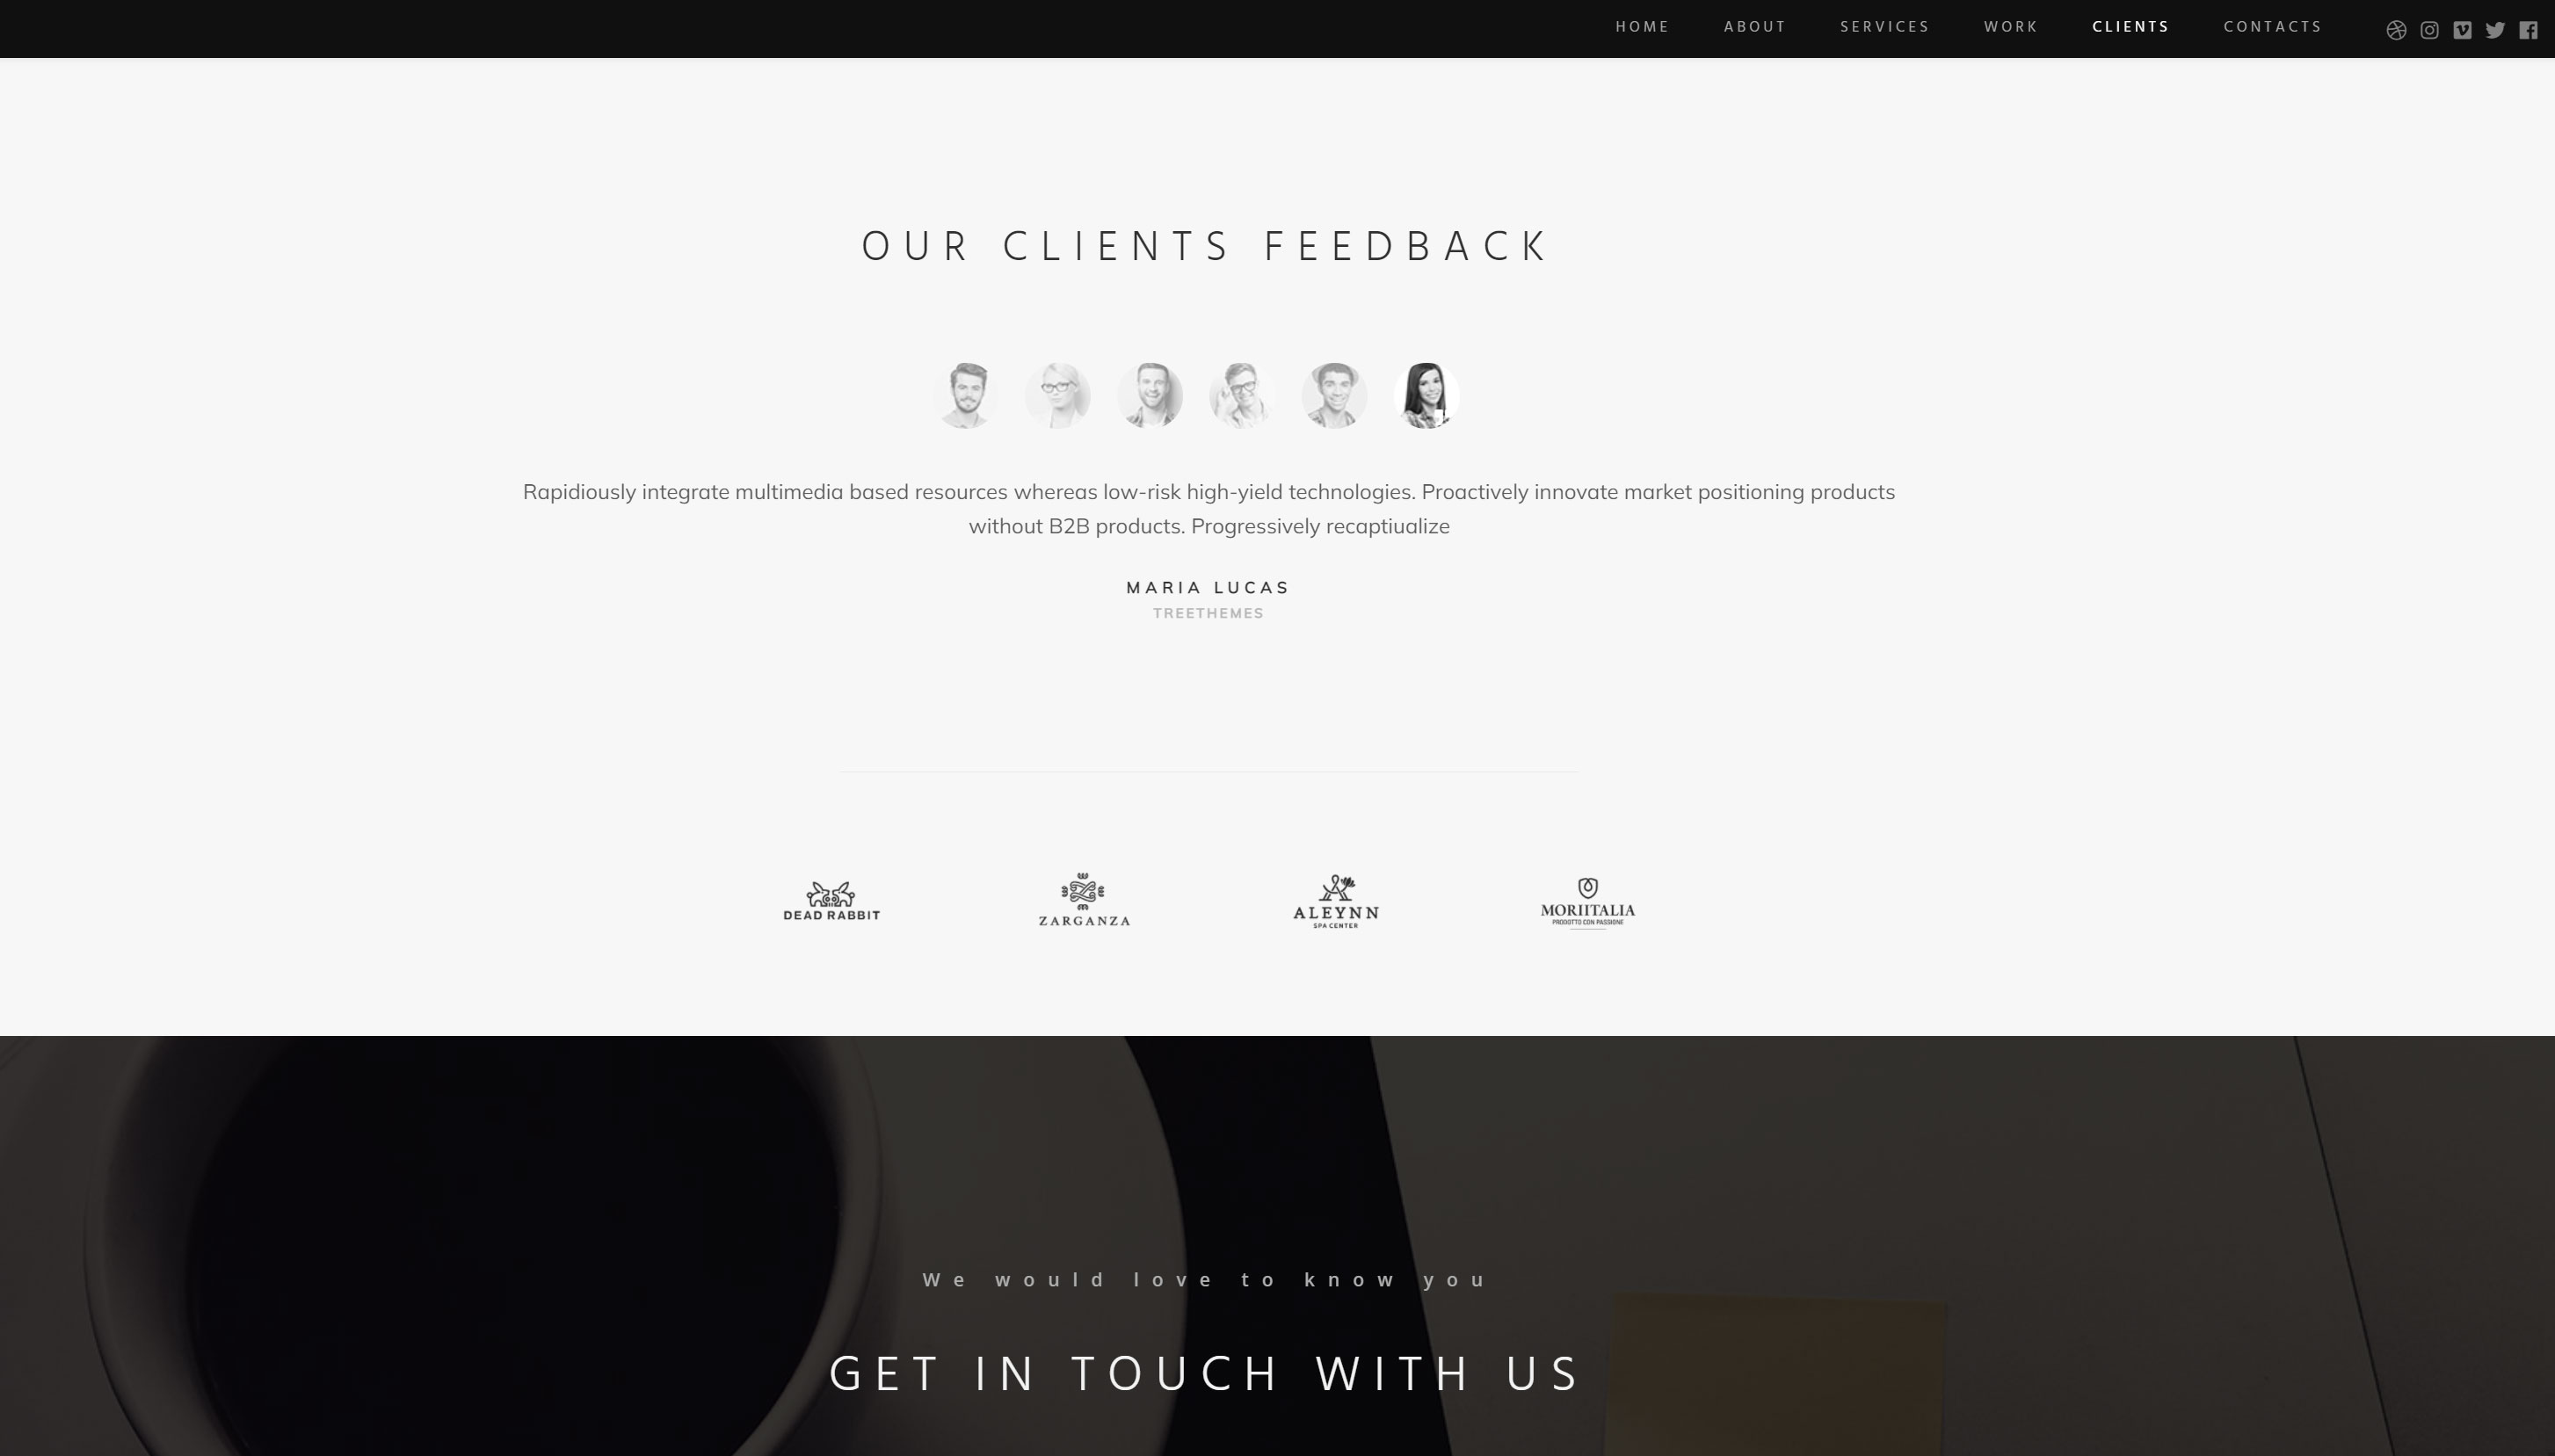 HOME ABOUT SERVICES WORK CLIENTS CONTACTS
OUR CLIENTS FEEDBACK
Rapidiously integrate multimedia based resources whereas low-risk high-yield technologies. Proactively innovate market positioning products
without B2B products. Progressively recaptiualize
MARIA LUCAS
TREETHEMES
DEAD RABBIT
ZARGANZA
ALEYNN
SPA CENTER
MORIITALIA
PRODOTTO CON PASSIONE
We would love to know you
GET IN TOUCH WITH US